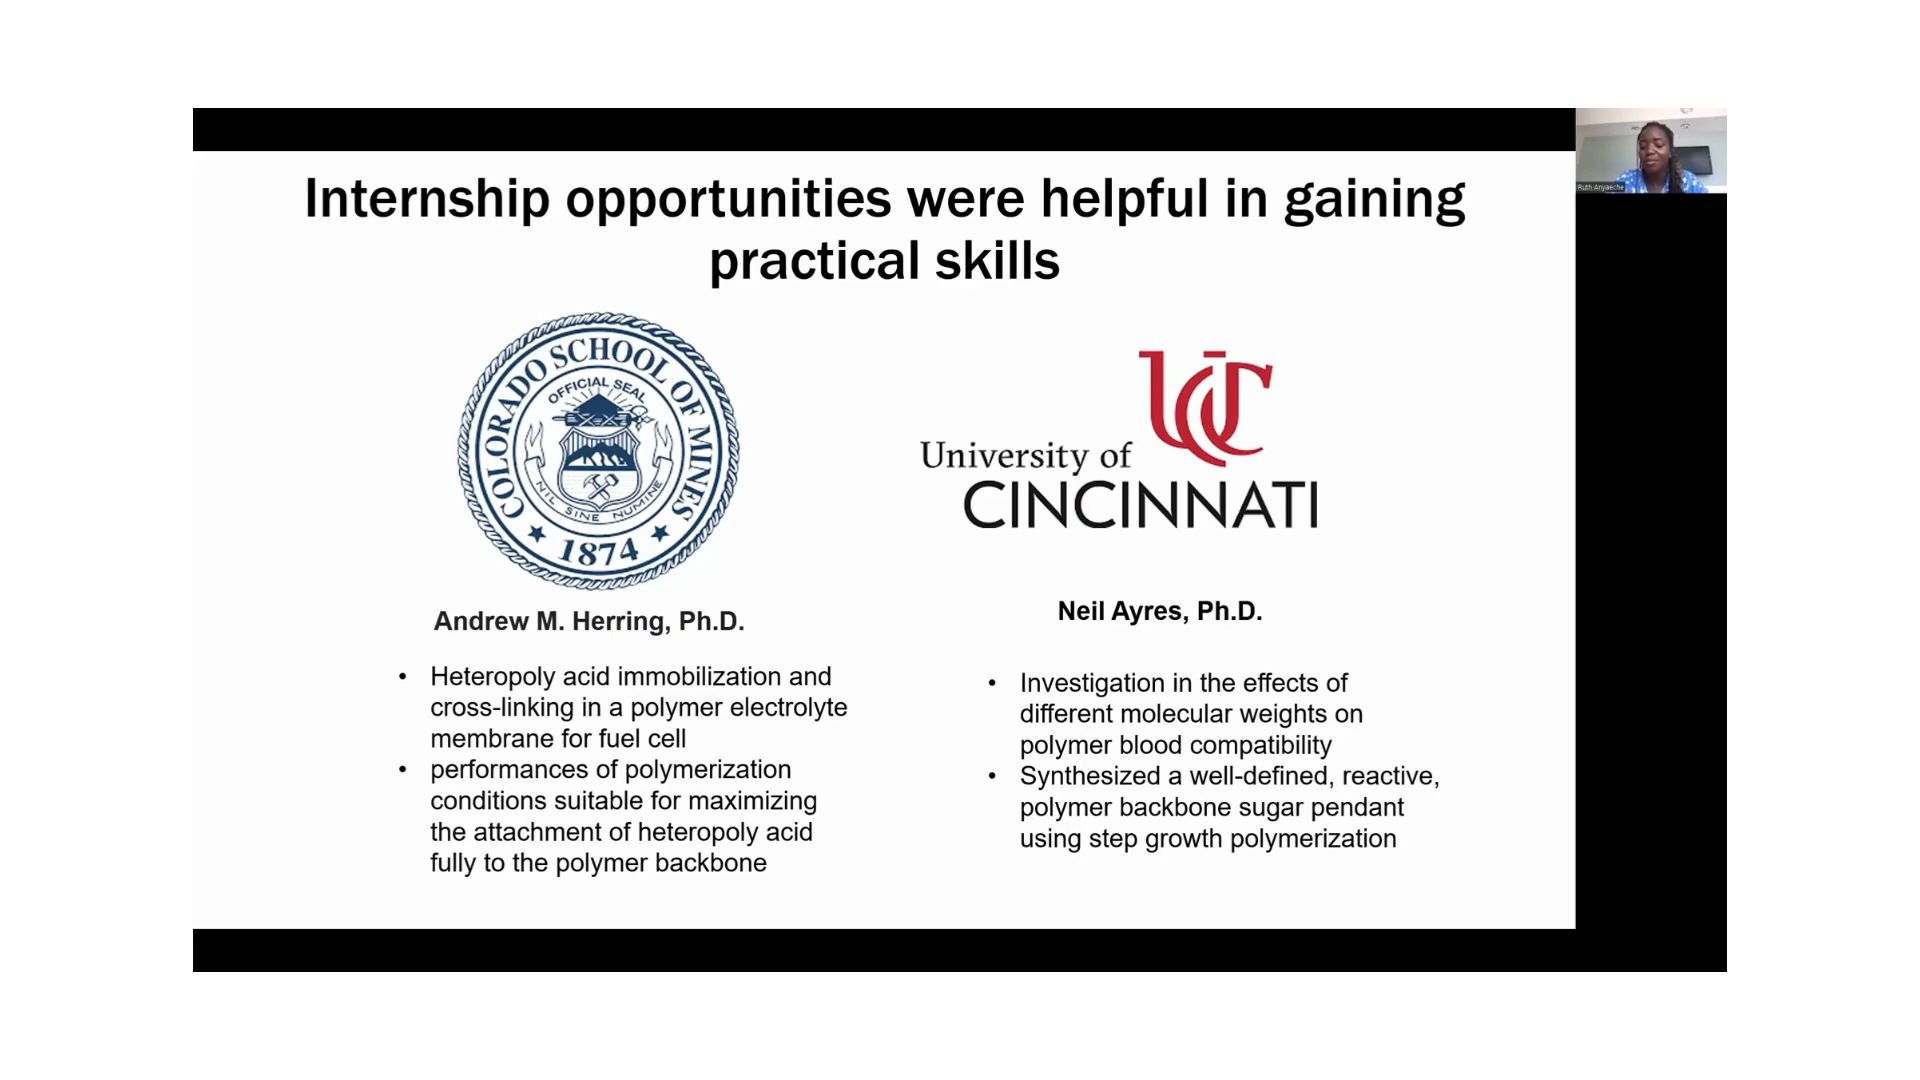 Internship opportunities were helpful in gaining
practical skills
COLORADO SCHOOL OF MINES
OFFICIAL SEAL
NIL SINE NUMINE
1874
UC
University of
CINCINNATI
Andrew M. Herring, Ph.D.
• Heteropoly acid immobilization and
cross-linking in a polymer electrolyte
membrane for fuel cell
• performances of polymerization
conditions suitable for maximizing
the attachment of heteropoly acid
fully to the polymer backbone
Neil Ayres, Ph.D.
• Investigation in the effects of
different molecular weights on
polymer blood compatibility
• Synthesized a well-defined, reactive,
polymer backbone sugar pendant
using step growth polymerization
Ruth Anyaeche